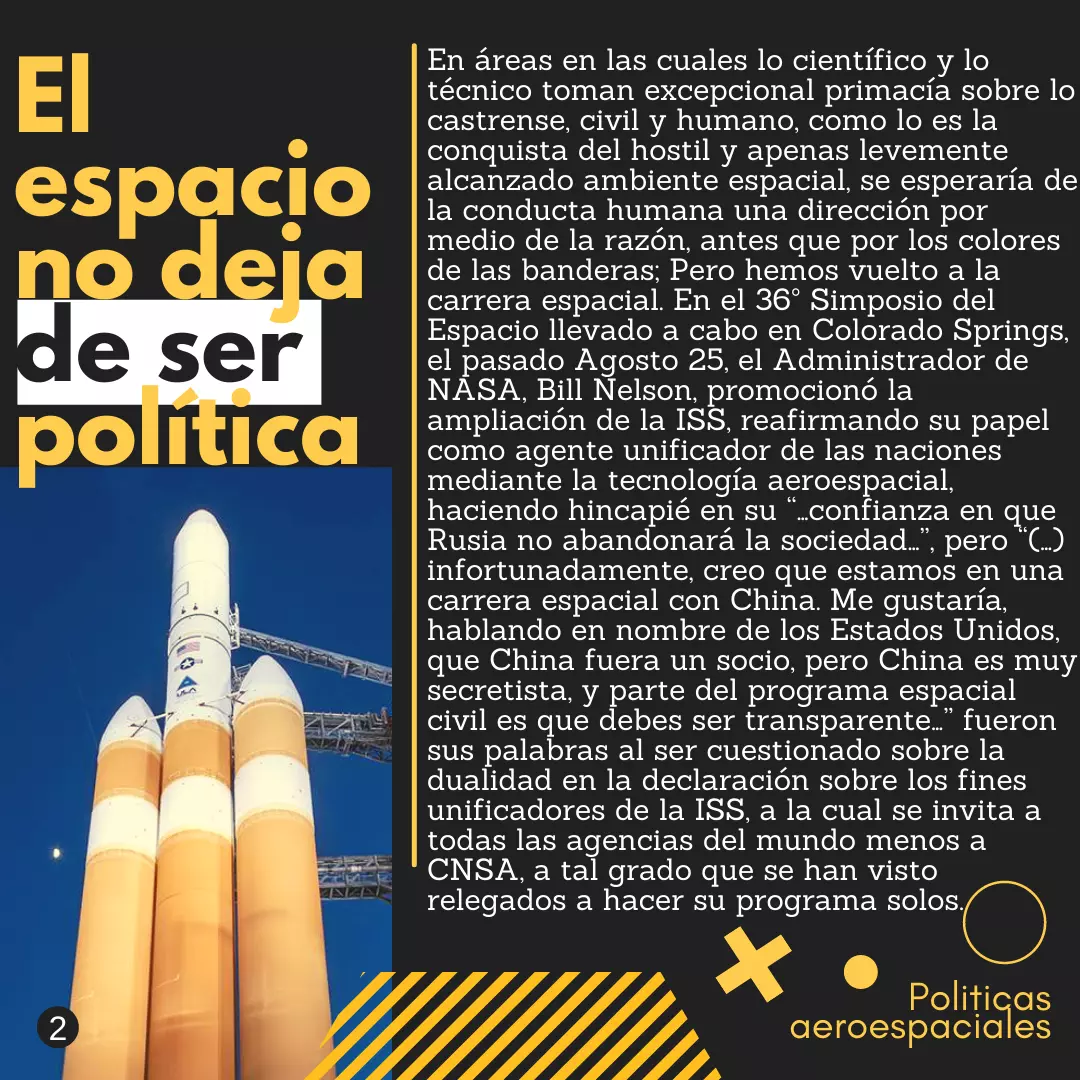 El
espacio
no deja
de ser
política
En áreas en las cuales lo científico y lo
técnico toman excepcional primacía sobre lo
castrense, civil y humano, como lo es la
conquista del hostil y apenas levemente
alcanzado ambiente espacial, se esperaría de
la conducta humana una dirección por
medio de la razón, antes que por los colores
de las banderas; Pero hemos vuelto a la
carrera espacial. En el 36° Simposio del
Espacio llevado a cabo en Colorado Springs,
el pasado Agosto 25, el Administrador de
NASA, Bill Nelson, promocionó la
ampliación de la ISS, reafirmando su papel
como agente unificador de las naciones
mediante la tecnología aeroespacial,
haciendo hincapié en su “…confianza en que
Rusia no abandonará la sociedad…”, pero “(…)
infortunadamente, creo que estamos en una
carrera espacial con China. Me gustaría,
hablando en nombre de los Estados Unidos,
que China fuera un socio, pero China es muy
secretista, y parte del programa espacial
civil es que debes ser transparente…” fueron
sus palabras al ser cuestionado sobre la
dualidad en la declaración sobre los fines
unificadores de la ISS, a la cual se invita a
todas las agencias del mundo menos a
CNSA, a tal grado que se han visto
relegados a hacer su programa solos.
ULA
2
Politicas
aeroespaciales